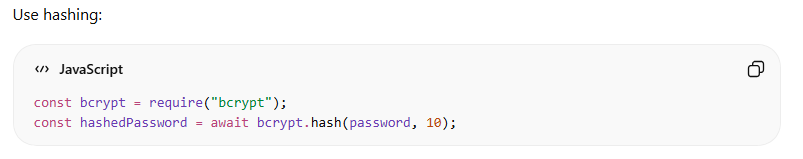 Use hashing:
JavaScript
const bcrypt = require("bcrypt");
const hashedPassword = await bcrypt.hash(password, 10);